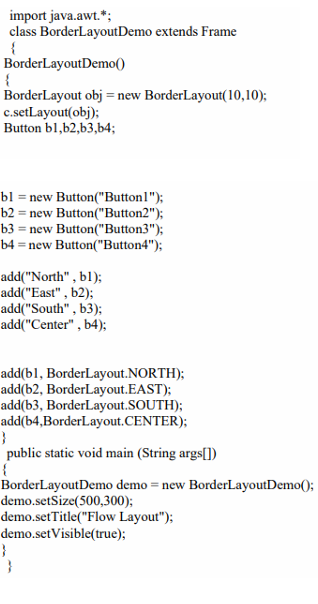 import java.awt.*;
class BorderLayoutDemo extends Frame
{
BorderLayoutDemo()
{
BorderLayout obj = new BorderLayout(10,10);
c.setLayout(obj);
Button b1,b2,b3,b4;
b1 = new Button("Button1");
b2 = new Button("Button2");
b3 = new Button("Button3");
b4 = new Button("Button4");
add("North" , b1);
add("East" , b2);
add("South" , b3);
add("Center" , b4);
add(b1, BorderLayout.NORTH);
add(b2, BorderLayout.EAST);
add(b3, BorderLayout.SOUTH);
add(b4,BorderLayout.CENTER);
}
public static void main (String args[])
{
BorderLayoutDemo demo = new BorderLayoutDemo();
demo.setSize(500,300);
demo.setTitle("Flow Layout");
demo.setVisible(true);
}
}